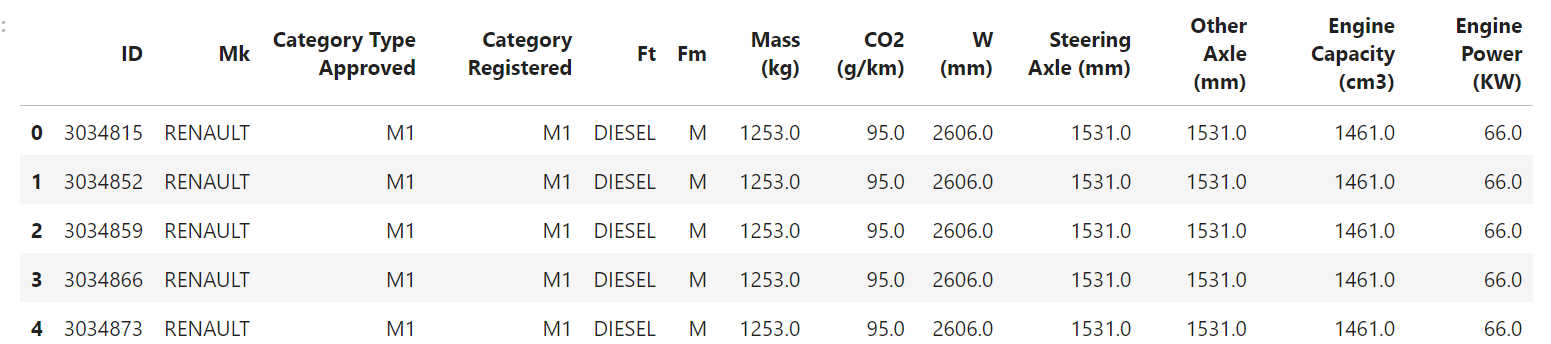 ID Mk Category Type Approved Category Registered Ft Fm Mass (kg) CO2 (g/km) W (mm) Steering Axle (mm) Other Axle (mm) Engine Capacity (cm3) Engine Power (KW)
0 3034815 RENAULT M1 M1 DIESEL M 1253.0 95.0 2606.0 1531.0 1531.0 1461.0 66.0
1 3034852 RENAULT M1 M1 DIESEL M 1253.0 95.0 2606.0 1531.0 1531.0 1461.0 66.0
2 3034859 RENAULT M1 M1 DIESEL M 1253.0 95.0 2606.0 1531.0 1531.0 1461.0 66.0
3 3034866 RENAULT M1 M1 DIESEL M 1253.0 95.0 2606.0 1531.0 1531.0 1461.0 66.0
4 3034873 RENAULT M1 M1 DIESEL M 1253.0 95.0 2606.0 1531.0 1531.0 1461.0 66.0